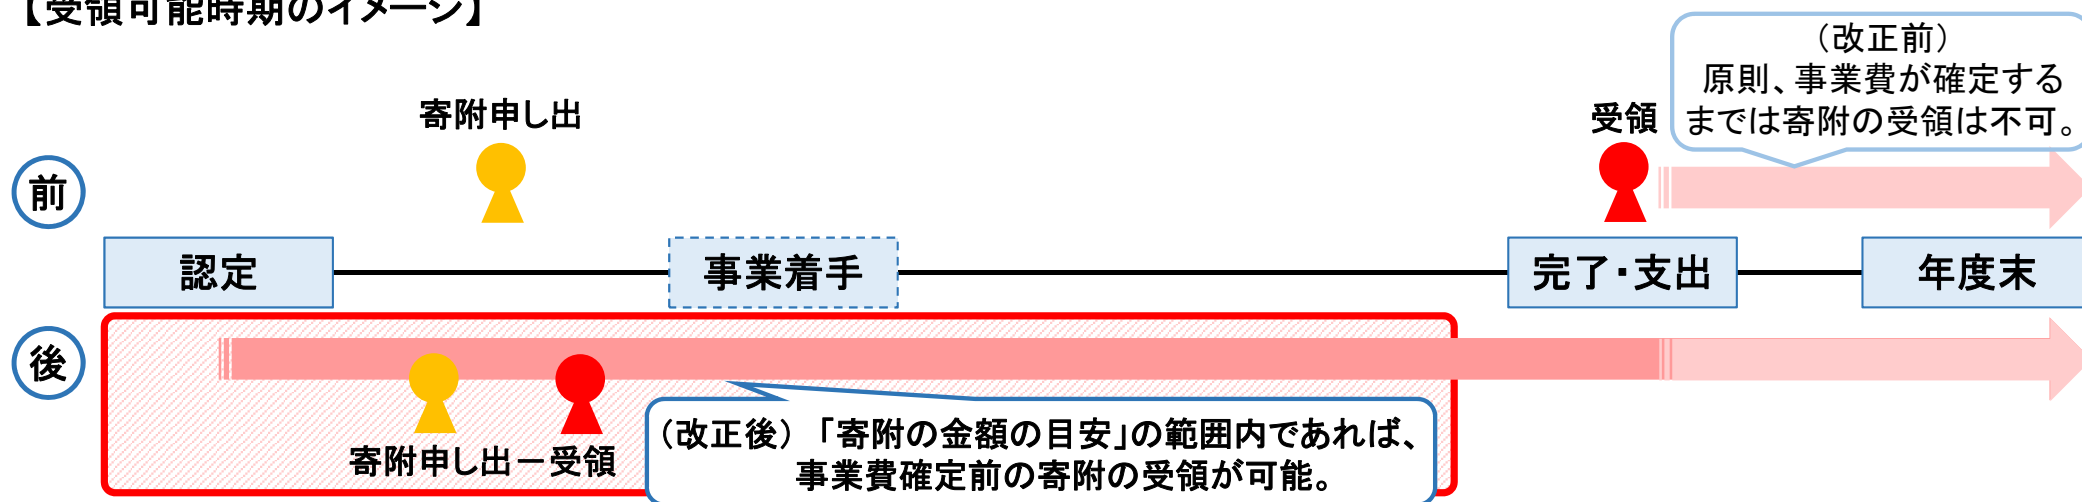 【受領可能時期のイメージ】
（改正前）
原則、事業費が確定する
までは寄附の受領は不可。
寄附申し出
受領
前
認定
事業着手
完了・支出
年度末
後
寄附申し出－受領
（改正後）「寄附の金額の目安」の範囲内であれば、
事業費確定前の寄附の受領が可能。